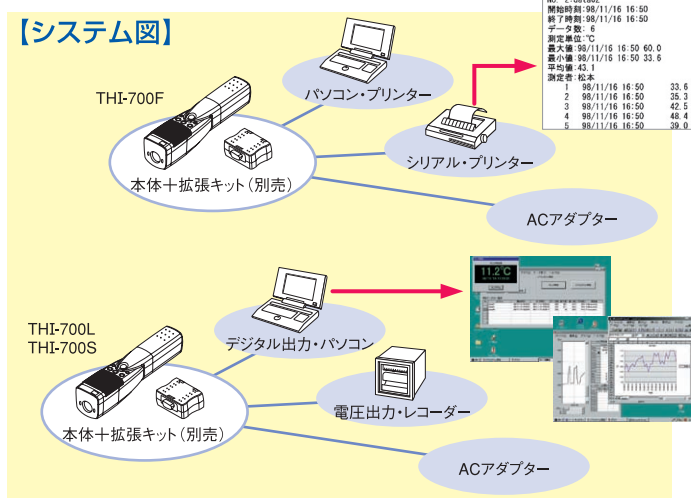 【システム図】
No. 2:data02
開始時刻:98/11/16 16:50
終了時刻:98/11/16 16:50
データ数: 6
測定単位:℃
最大値:98/11/16 16:50 60.0
最小値:98/11/16 16:50 33.6
平均値:43.1
測定者:松本
1 98/11/16 16:50 33.6
2 98/11/16 16:50 35.3
3 98/11/16 16:50 42.5
4 98/11/16 16:50 48.4
5 98/11/16 16:50 39.0
THI-700F
パソコン・プリンター
シリアル・プリンター
本体＋拡張キット(別売)
ACアダプター
THI-700L
THI-700S
デジタル出力・パソコン
11.2℃
電圧出力・レコーダー
本体＋拡張キット(別売)
ACアダプター